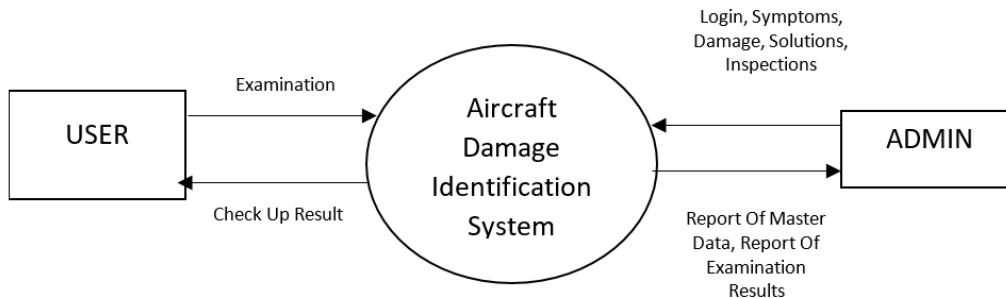 USER
Examination
Check Up Result
Aircraft
Damage
Identification
System
Login, Symptoms,
Damage, Solutions,
Inspections
ADMIN
Report Of Master
Data, Report Of
Examination
Results